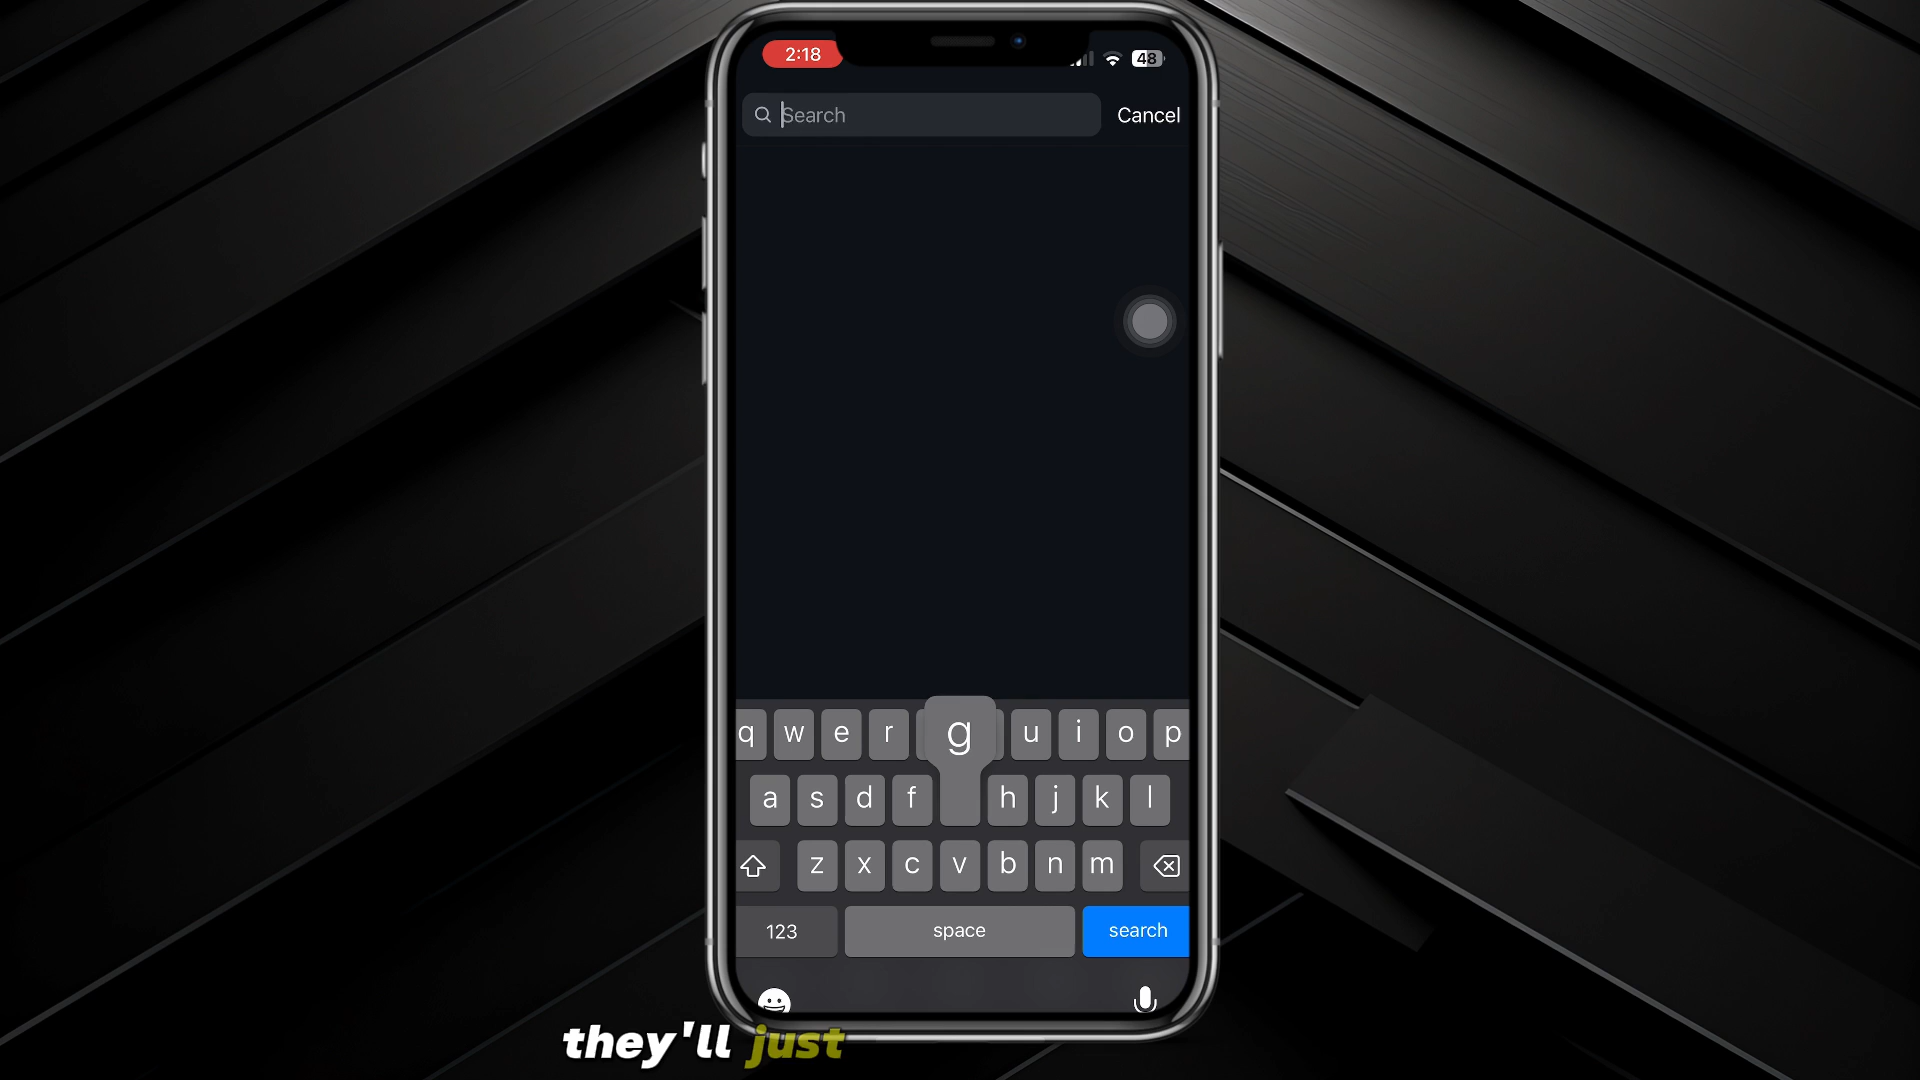 2:18
48
Search
Cancel
q w e r g u i o p
a s d f h j k l
z x c v b n m
123 space search
they'll just